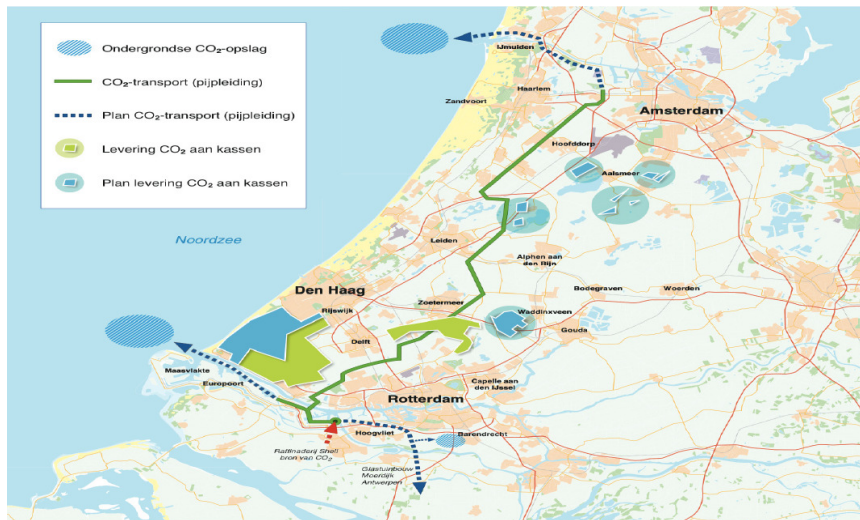 Ondergrondse CO₂-opslag
CO₂-transport (pijpleiding)
Plan CO₂-transport (pijpleiding)
Levering CO₂ aan kassen
Plan levering CO₂ aan kassen
IJmuiden
Haarlem
Zandvoort
Amsterdam
Hoofddorp
Aalsmeer
Noordzee
Leiden
Alphen aan
den Rijn
Bodegraven
Woerden
Den Haag
Zoetermeer
Rijswijk
Waddinxveen
Gouda
Delft
Maasvlakte
Europoort
Capelle aan
den IJssel
Rotterdam
Hoogvliet
Barendrecht
Raffinaderij Shell
bron van CO₂
Glastuinbouw
Moerdijk
Antwerpen